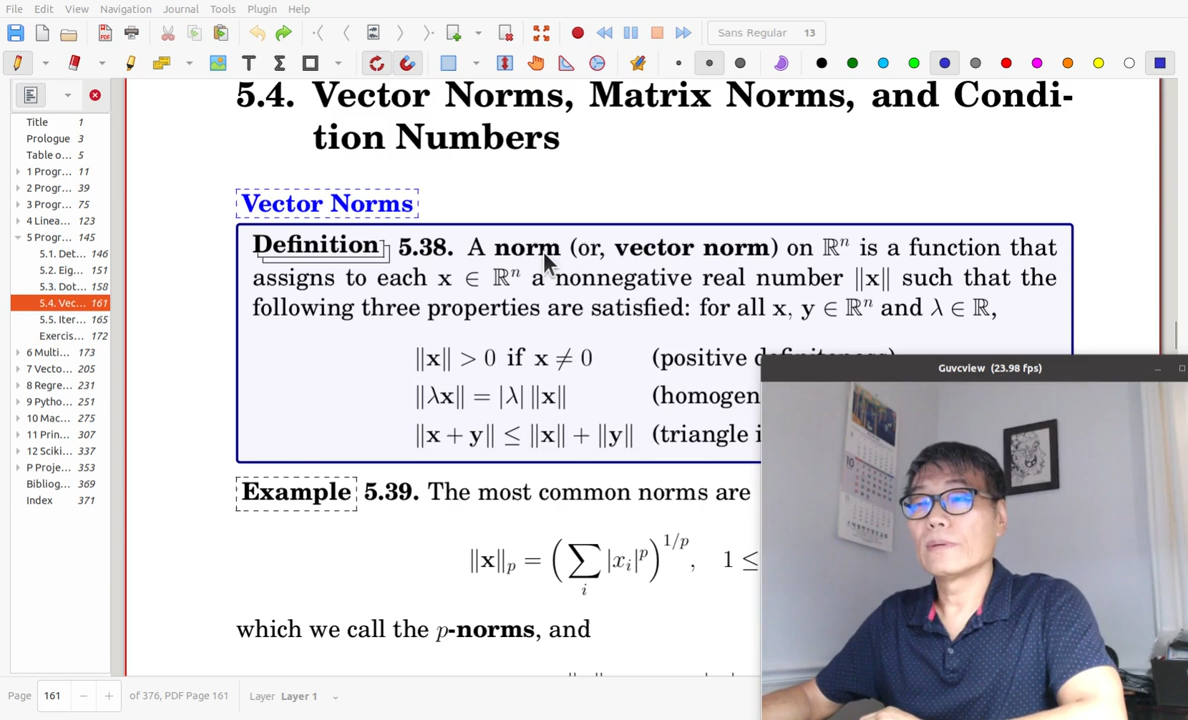 File Edit View Navigation Journal Tools Plugin Help
Sans Regular 13
Title 1
Prologue 3
Table o... 5
1 Progr... 11
2 Progr... 39
3 Progr... 75
4 Linea... 123
5 Progr... 145
5.1. Det... 146
5.2. Eig... 151
5.3. Dot... 158
5.4. Vec... 161
5.5. Iter... 165
Exercis... 172
6 Multi... 173
7 Vecto... 205
8 Regre... 231
9 Pytho... 251
10 Mac... 275
11 Prin... 307
12 Sciki... 337
P Proje... 353
Bibliog... 369
Index 371
5.4. Vector Norms, Matrix Norms, and Condi-
tion Numbers
Vector Norms
Definition 5.38. A norm (or, vector norm) on ℝⁿ is a function that
assigns to each x ∈ ℝⁿ a nonnegative real number ‖x‖ such that the
following three properties are satisfied: for all x, y ∈ ℝⁿ and λ ∈ ℝ,
‖x‖ > 0 if x ≠ 0 (positive definiteness)
‖λx‖ = |λ| ‖x‖ (homogen
‖x + y‖ ≤ ‖x‖ + ‖y‖ (triangle i
Example 5.39. The most common norms are
‖x‖ₚ = (∑ᵢ |xᵢ|ᵖ)^{1/p}, 1 ≤
which we call the p-norms, and
Guvcview (23.98 fps)
10
Page 161 of 376, PDF Page 161 Layer Layer 1